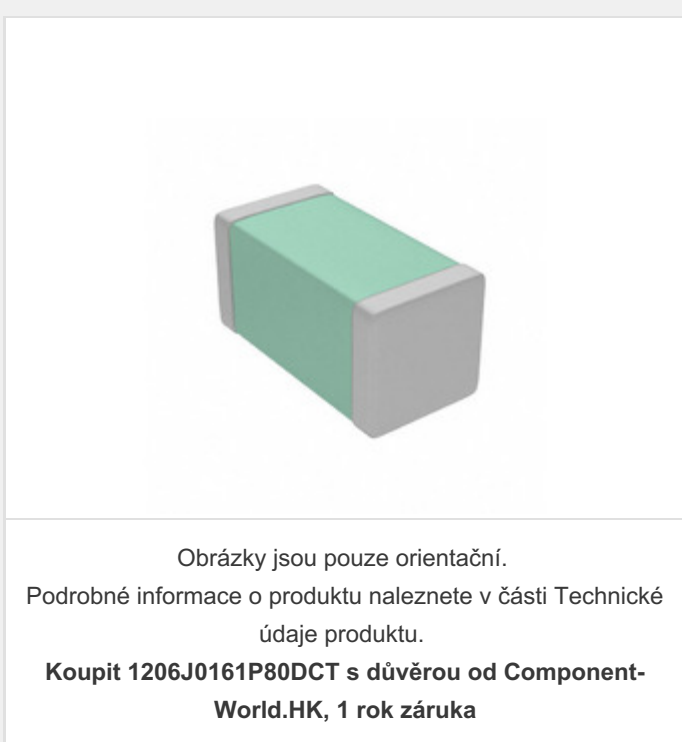 Obrázky jsou pouze orientační.
Podrobné informace o produktu naleznete v části Technické
údaje produktu.
Koupit 1206J0161P80DCT s důvěrou od Component-
World.HK, 1 rok záruka